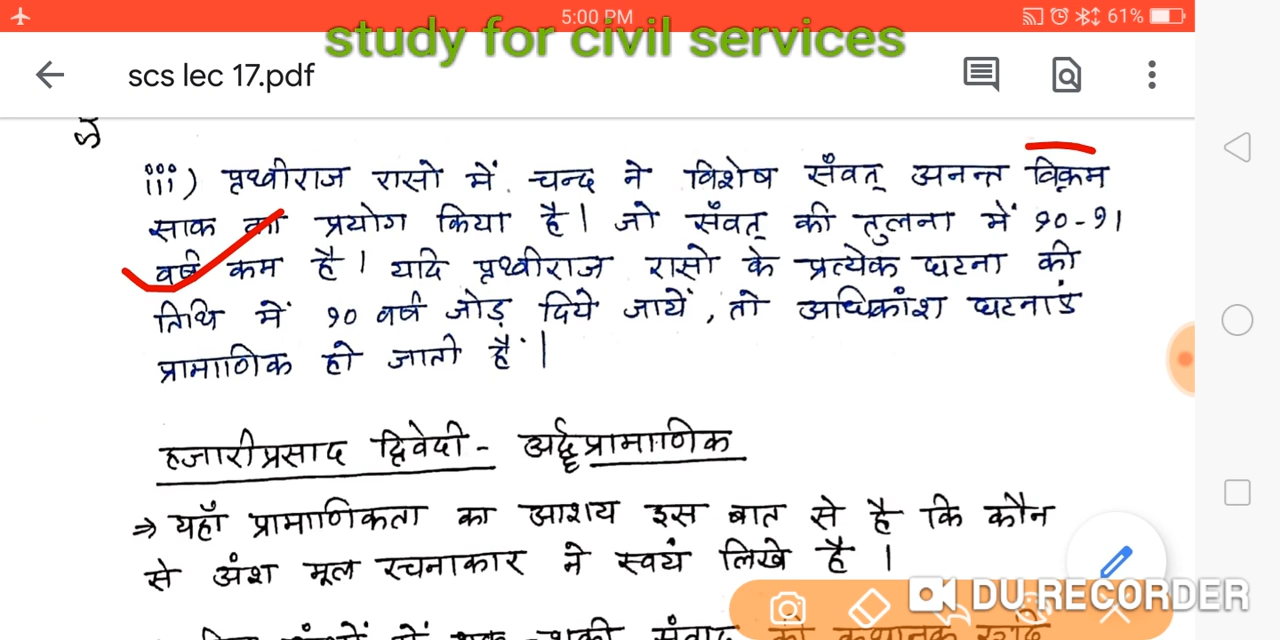 5:00 PM
61%
study for civil services
scs lec 17.pdf
iii) पृथ्वीराज रासो में चन्द ने विशेष संवत् अनन्त विक्रम
साक का प्रयोग किया है। जो संवत् की तुलना में 90-91
वर्ष कम है। यदि पृथ्वीराज रासो के प्रत्येक घटना की
तिथि में 90 वर्ष जोड़ दिये जायें, तो अधिकांश घटनाएं
प्रामाणिक हो जाती हैं।
हजारीप्रसाद द्विवेदी - अर्द्धप्रामाणिक
⇒ यहाँ प्रामाणिकता का आशय इस बात से है कि कौन
से अंश मूल रचनाकार ने स्वयं लिखे है।
संवाद को
DU RECORDER